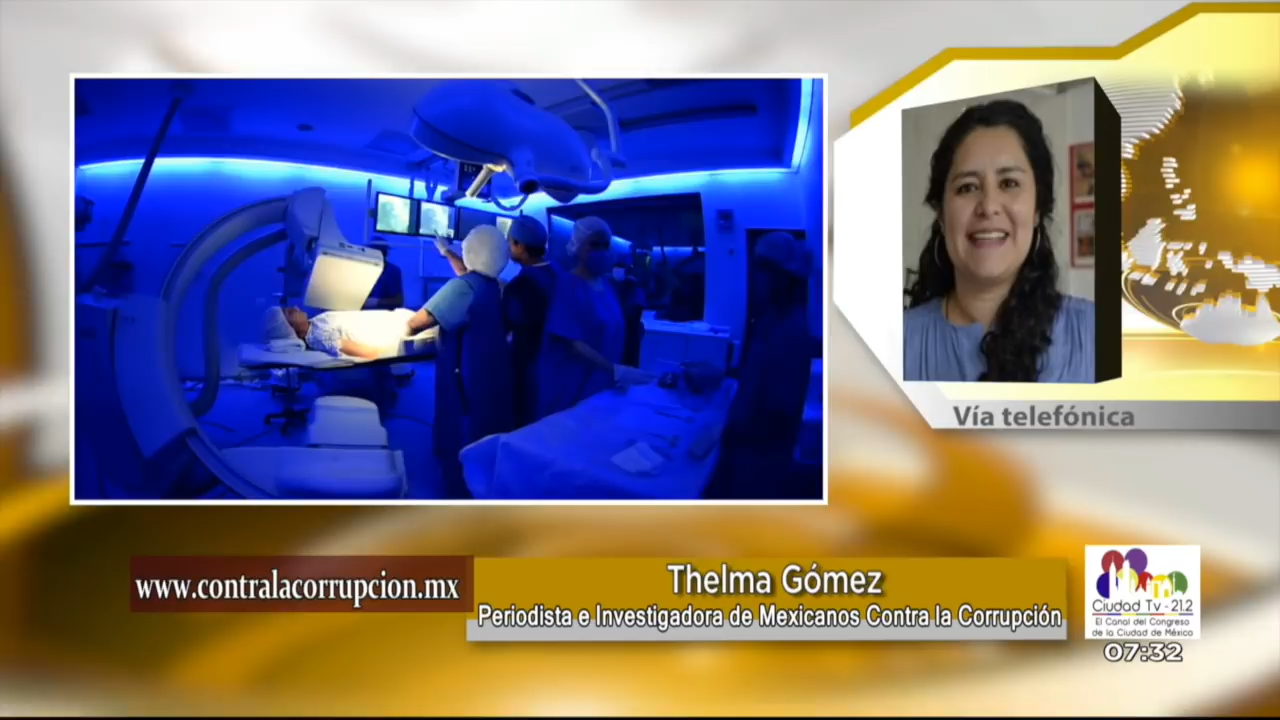 Vía telefónica
www.contralacorrupcion.mx
Thelma Gómez
Periodista e Investigadora de Mexicanos Contra la Corrupción
Ciudad Tv - 21.2
El Canal del Congreso
de la Ciudad de México
07:32